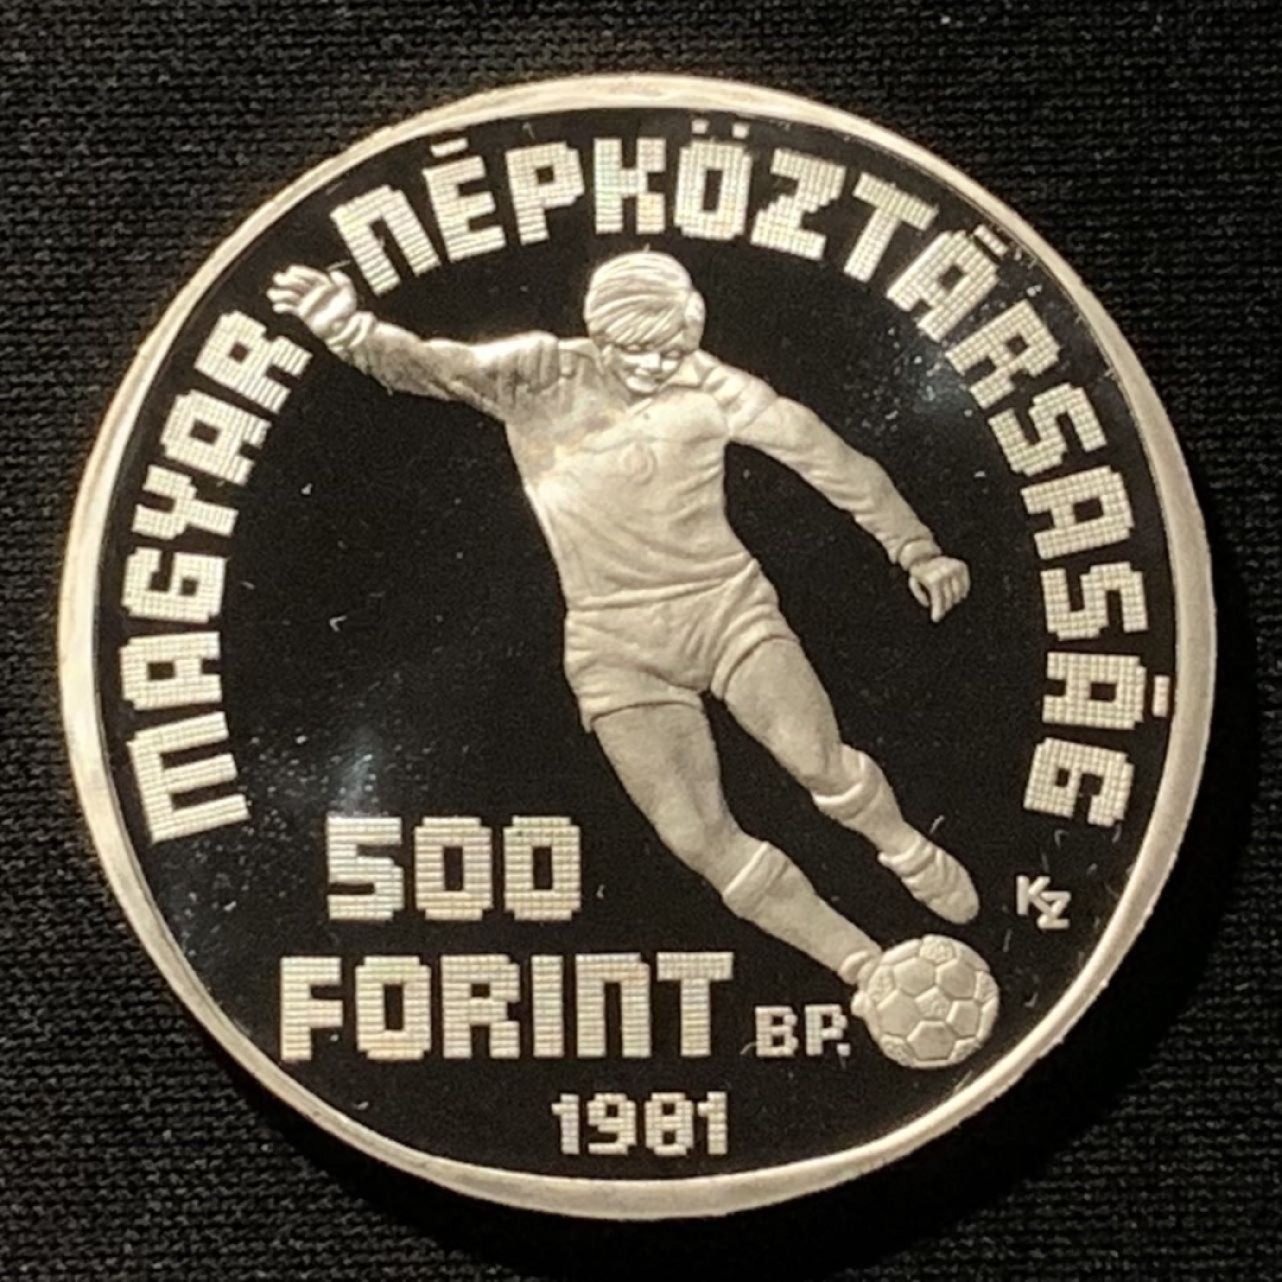 MAGYAR NÉPKÖZTÁRSASÁG
500
FORINT BP.
1981
KZ